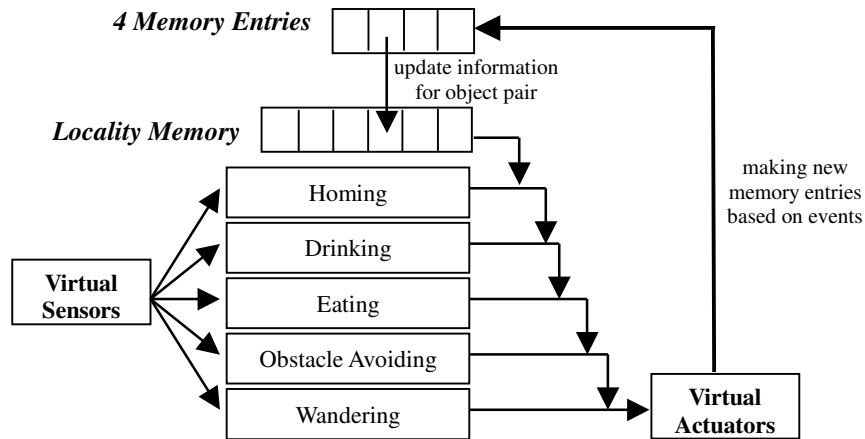 4 Memory Entries
update information
for object pair
Locality Memory
making new
memory entries
based on events
Homing
Drinking
Virtual
Sensors
Eating
Obstacle Avoiding
Wandering
Virtual
Actuators